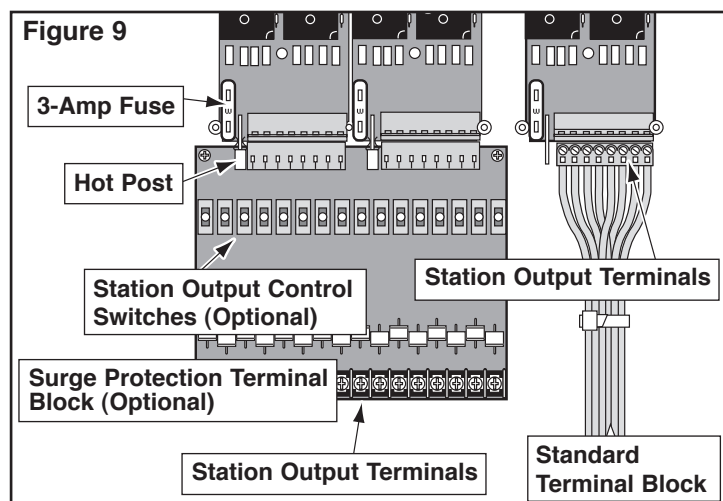 Figure 9
3-Amp Fuse
Hot Post
Station Output Control
Switches (Optional)
Station Output Terminals
Surge Protection Terminal
Block (Optional)
Station Output Terminals
Standard
Terminal Block